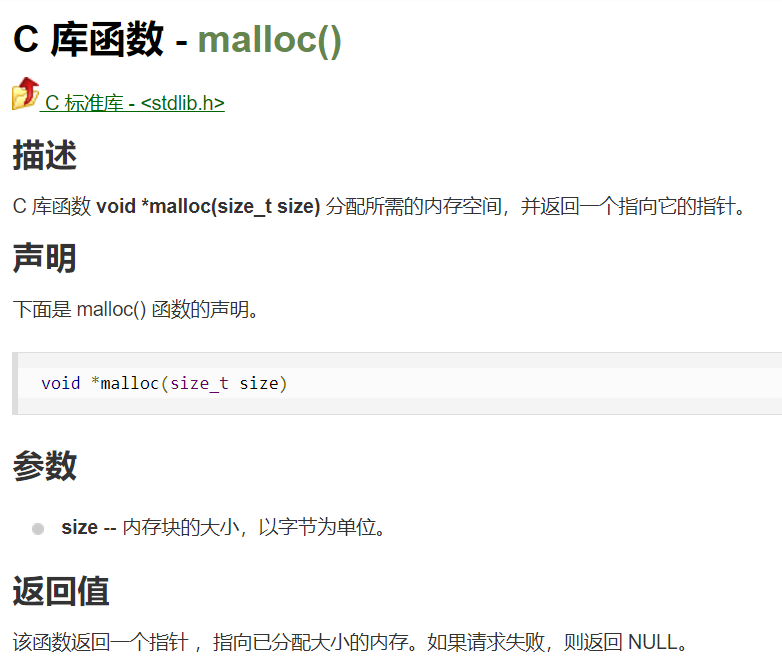 C 库函数 - malloc()
C 标准库 - <stdlib.h>
描述
C 库函数 void *malloc(size_t size) 分配所需的内存空间，并返回一个指向它的指针。
声明
下面是 malloc() 函数的声明。
void *malloc(size_t size)
参数
size -- 内存块的大小，以字节为单位。
返回值
该函数返回一个指针 ，指向已分配大小的内存。如果请求失败，则返回 NULL。